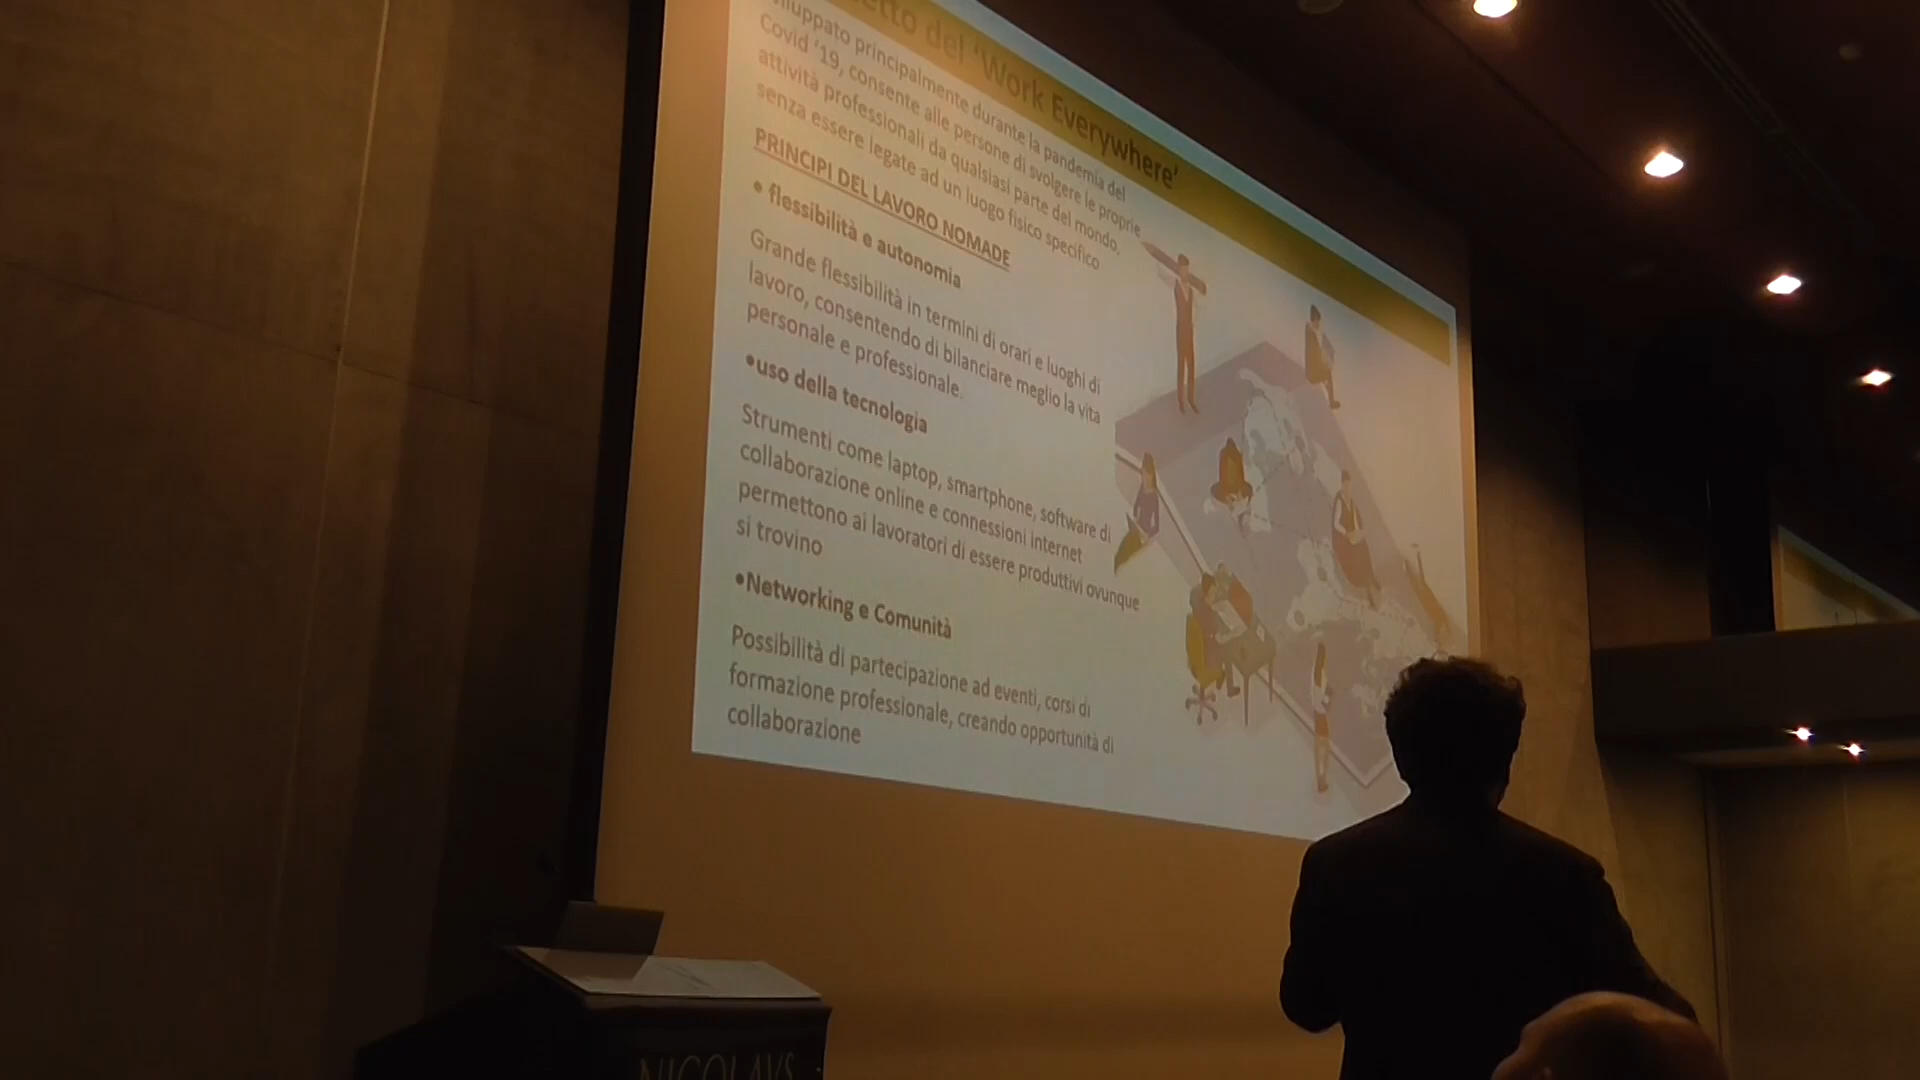 del 'Work Everywhere'
principalmente durante la pandemia del
Covid '19, consente alle persone di svolgere le proprie
attività professionali da qualsiasi parte del mondo,
senza essere legate ad un luogo fisico specifico
PRINCIPI DEL LAVORO NOMADE
• flessibilità e autonomia
Grande flessibilità in termini di orari e luoghi di
lavoro, consentendo di bilanciare meglio la vita
personale e professionale.
•uso della tecnologia
Strumenti come laptop, smartphone, software di
collaborazione online e connessioni internet
permettono ai lavoratori di essere produttivi ovunque
si trovino
•Networking e Comunità
Possibilità di partecipazione ad eventi, corsi di
formazione professionale, creando opportunità di
collaborazione
NICOLAVS